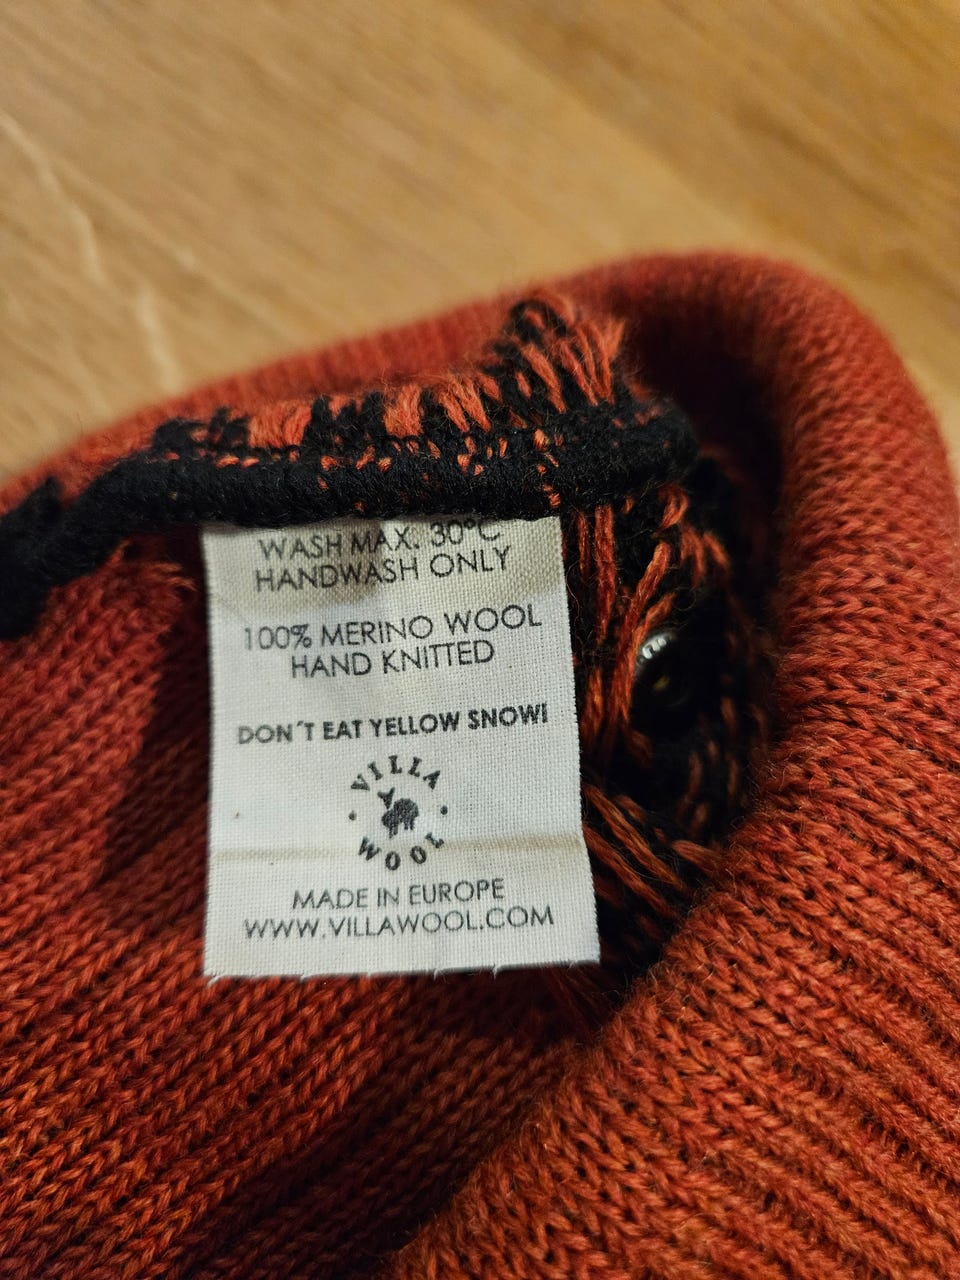 WASH MAX. 30°C
HANDWASH ONLY
100% MERINO WOOL
HAND KNITTED
DON´T EAT YELLOW SNOW!
VILLA
WOOL
MADE IN EUROPE
WWW.VILLAWOOL.COM